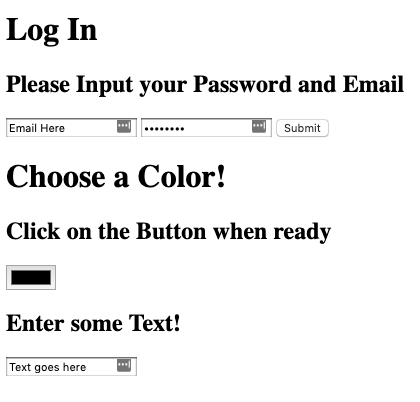 Log In
Please Input your Password and Email
Email Here •••••••• Submit
Choose a Color!
Click on the Button when ready
Enter some Text!
Text goes here